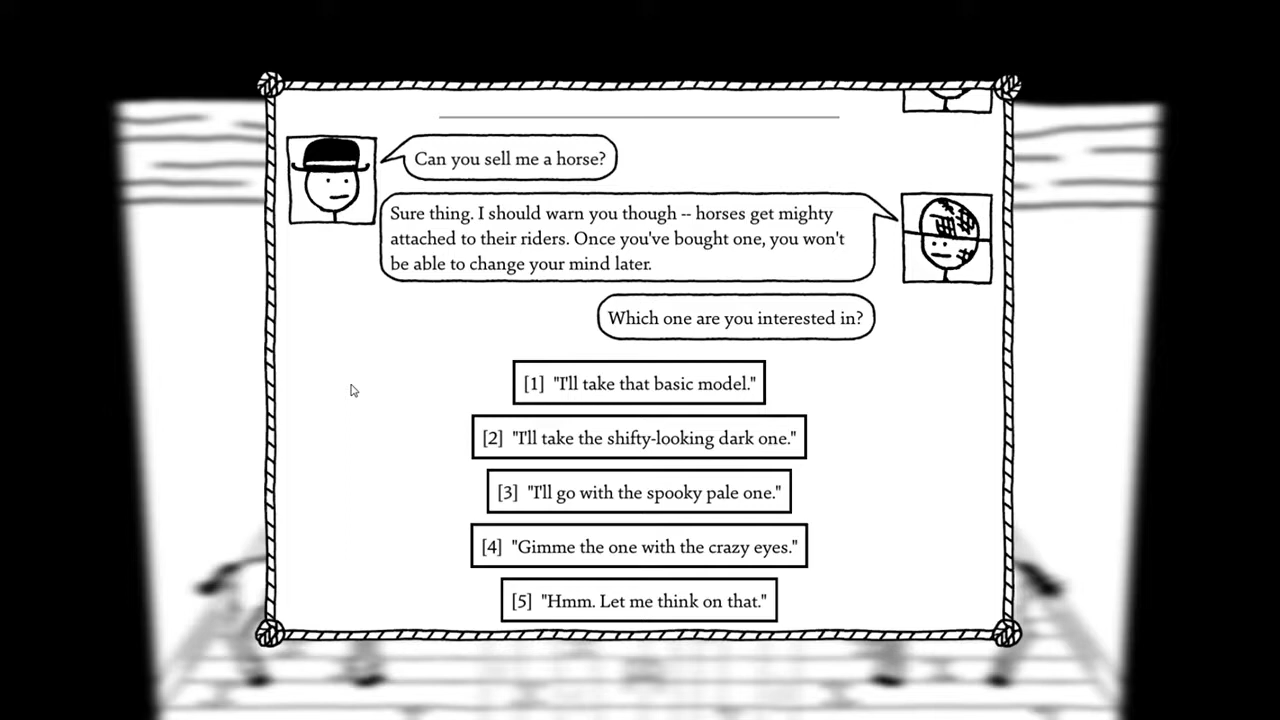 Can you sell me a horse?
Sure thing. I should warn you though -- horses get mighty
attached to their riders. Once you've bought one, you won't
be able to change your mind later.
Which one are you interested in?
[1] "I'll take that basic model."
[2] "I'll take the shifty-looking dark one."
[3] "I'll go with the spooky pale one."
[4] "Gimme the one with the crazy eyes."
[5] "Hmm. Let me think on that."